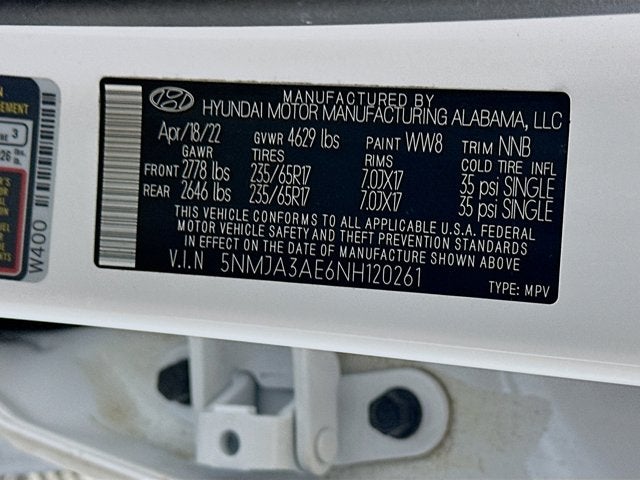 MANUFACTURED BY
HYUNDAI MOTOR MANUFACTURING ALABAMA, LLC
Apr/18/22 GVWR 4629 lbs PAINT WW8 TRIM NNB
GAWR TIRES RIMS COLD TIRE INFL
FRONT 2778 lbs 235/65R17 7.0JX17 35 psi SINGLE
REAR 2646 lbs 235/65R17 7.0JX17 35 psi SINGLE
THIS VEHICLE CONFORMS TO ALL APPLICABLE U.S.A. FEDERAL
MOTOR VEHICLE SAFETY AND THEFT PREVENTION STANDARDS
IN EFFECT ON THE DATE OF MANUFACTURE SHOWN ABOVE
V.I.N 5NMJA3AE6NH120261
TYPE: MPV
3
W400